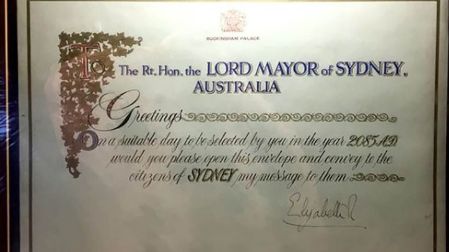 BUCKINGHAM PALACE
To The Rt. Hon. the LORD MAYOR of SYDNEY,
AUSTRALIA
Greetings
On a suitable day to be selected by you in the year 2085 A.D
would you please open this envelope and convey to the
citizens of SYDNEY, my message to them
Elizabeth R